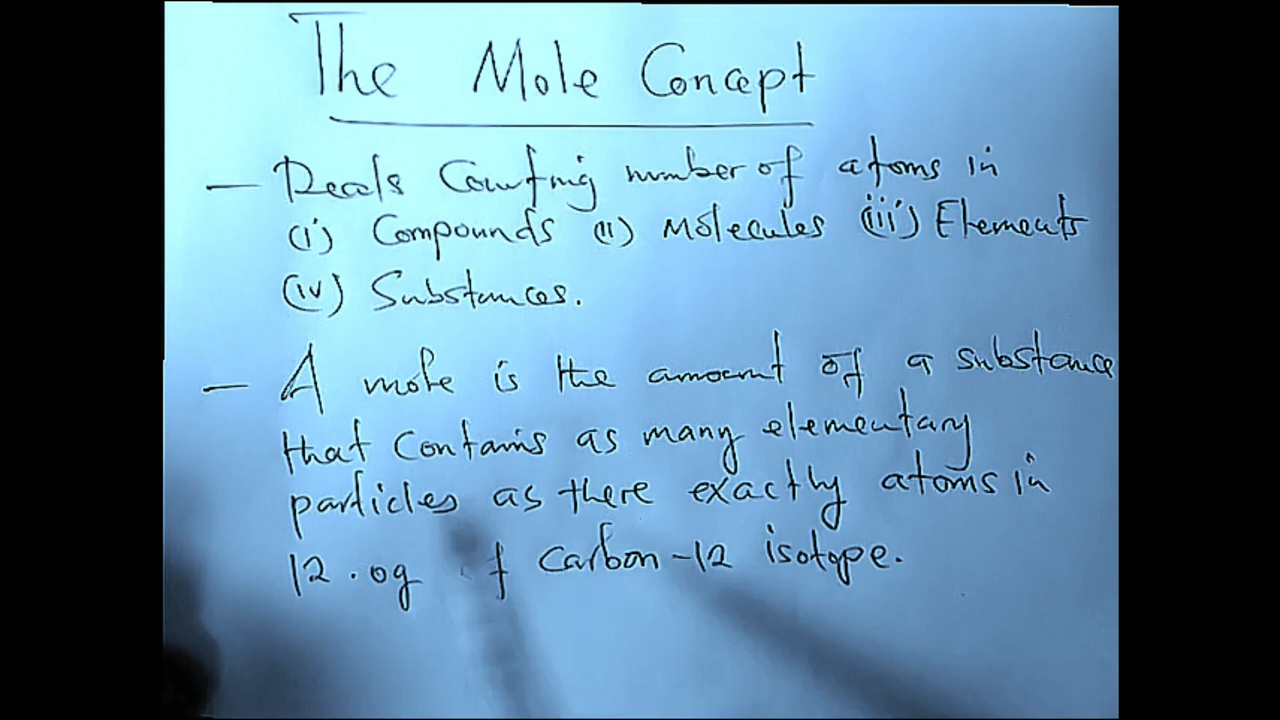 The Mole Concept
— Deals Counting number of atoms in
(i) Compounds (ii) Molecules (iii) Elements
(iv) Substances.
— A mole is the amount of a substance
that contains as many elementary
particles as there exactly atoms in
12.0g of carbon-12 isotope.